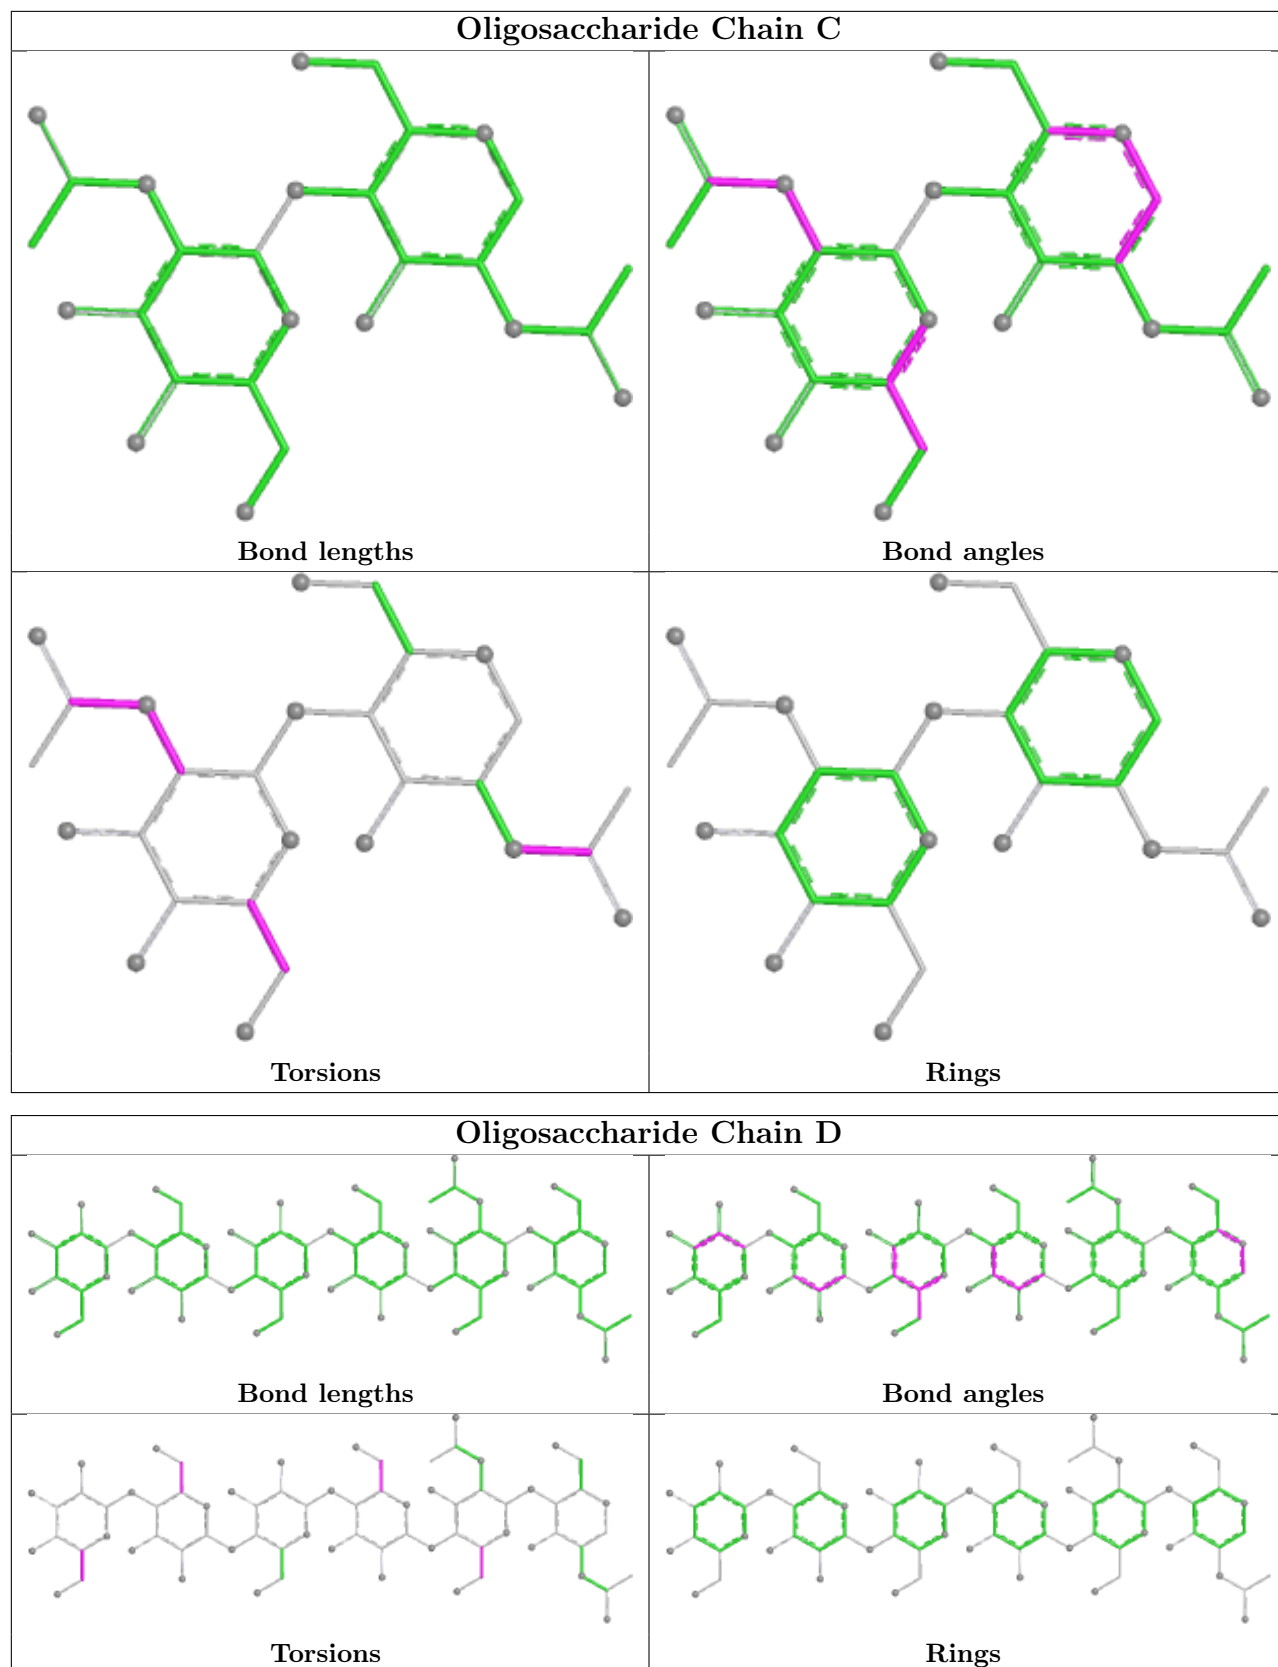 Oligosaccharide Chain C
Bond lengths
Bond angles
Torsions
Rings
Oligosaccharide Chain D
Bond lengths
Bond angles
Torsions
Rings